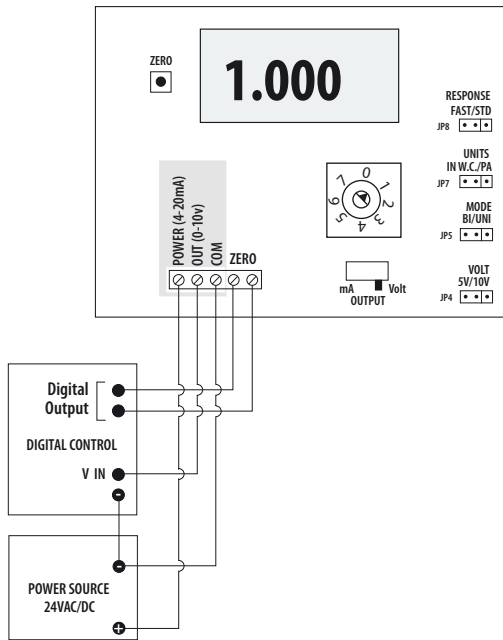 ZERO
1.000
RESPONSE
FAST/STD
JP8
UNITS
IN W.C./PA
JP7
MODE
BI/UNI
JP5
VOLT
5V/10V
JP4
0
1
2
3
4
5
6
7
POWER (4-20mA)
OUT (0-10v)
COM
ZERO
mA
Volt
OUTPUT
Digital
Output
DIGITAL CONTROL
V IN
-
-
POWER SOURCE
24VAC/DC
+